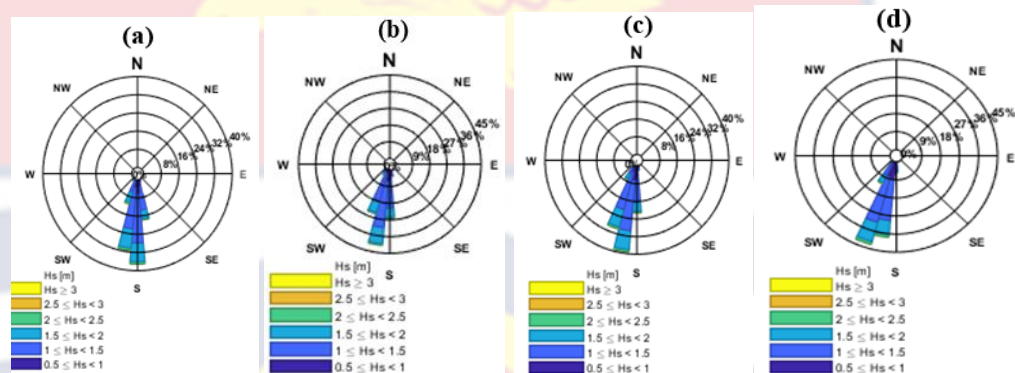 (a)
N
NW
NE
40%
32%
24%
16%
8%
0%
W
E
SW
SE
S
Hs [m]
Hs ≥ 3
2.5 ≤ Hs < 3
2 ≤ Hs < 2.5
1.5 ≤ Hs < 2
1 ≤ Hs < 1.5
0.5 ≤ Hs < 1
(b)
N
NW
NE
45%
36%
27%
18%
9%
W
E
SW
SE
S
Hs [m]
Hs ≥ 3
2.5 ≤ Hs < 3
2 ≤ Hs < 2.5
1.5 ≤ Hs < 2
1 ≤ Hs < 1.5
0.5 ≤ Hs < 1
(c)
N
NW
NE
40%
32%
24%
16%
8%
W
E
SW
SE
S
Hs [m]
Hs ≥ 3
2.5 ≤ Hs < 3
2 ≤ Hs < 2.5
1.5 ≤ Hs < 2
1 ≤ Hs < 1.5
0.5 ≤ Hs < 1
(d)
N
NW
NE
45%
36%
27%
18%
9%
0%
W
E
SW
SE
S
Hs [m]
Hs ≥ 3
2.5 ≤ Hs < 3
2 ≤ Hs < 2.5
1.5 ≤ Hs < 2
1 ≤ Hs < 1.5
0.5 ≤ Hs < 1